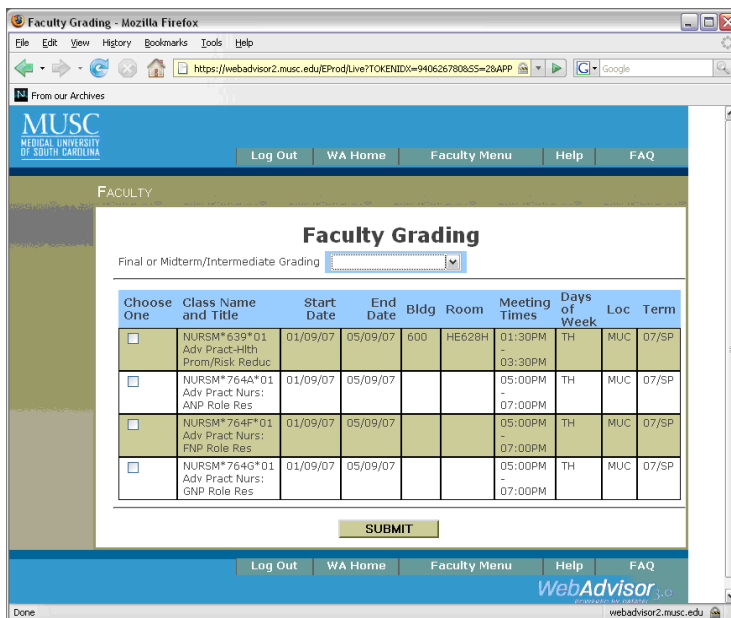 Faculty Grading - Mozilla Firefox
File Edit View History Bookmarks Tools Help
https://webadvisor2.musc.edu/EProd/Live?TOKENIDX=940626780&SS=2&APP
G Google
N From our Archives
MUSC
MEDICAL UNIVERSITY
OF SOUTH CAROLINA
Log Out WA Home Faculty Menu Help FAQ
FACULTY
Faculty Grading
Final or Midterm/Intermediate Grading
Choose One Class Name and Title Start Date End Date Bldg Room Meeting Times Days of Week Loc Term
NURSM*639*01 01/09/07 05/09/07 600 HE628H 01:30PM TH MUC 07/SP
Adv Pract-Hlth -
Prom/Risk Reduc 03:30PM
NURSM*764A*01 01/09/07 05/09/07 05:00PM TH MUC 07/SP
Adv Pract Nurs: -
ANP Role Res 07:00PM
NURSM*764F*01 01/09/07 05/09/07 05:00PM TH MUC 07/SP
Adv Pract Nurs: -
FNP Role Res 07:00PM
NURSM*764G*01 01/09/07 05/09/07 05:00PM TH MUC 07/SP
Adv Pract Nurs: -
GNP Role Res 07:00PM
SUBMIT
Log Out WA Home Faculty Menu Help FAQ
WebAdvisor 3.0
POWERED BY DATATEL
Done webadvisor2.musc.edu